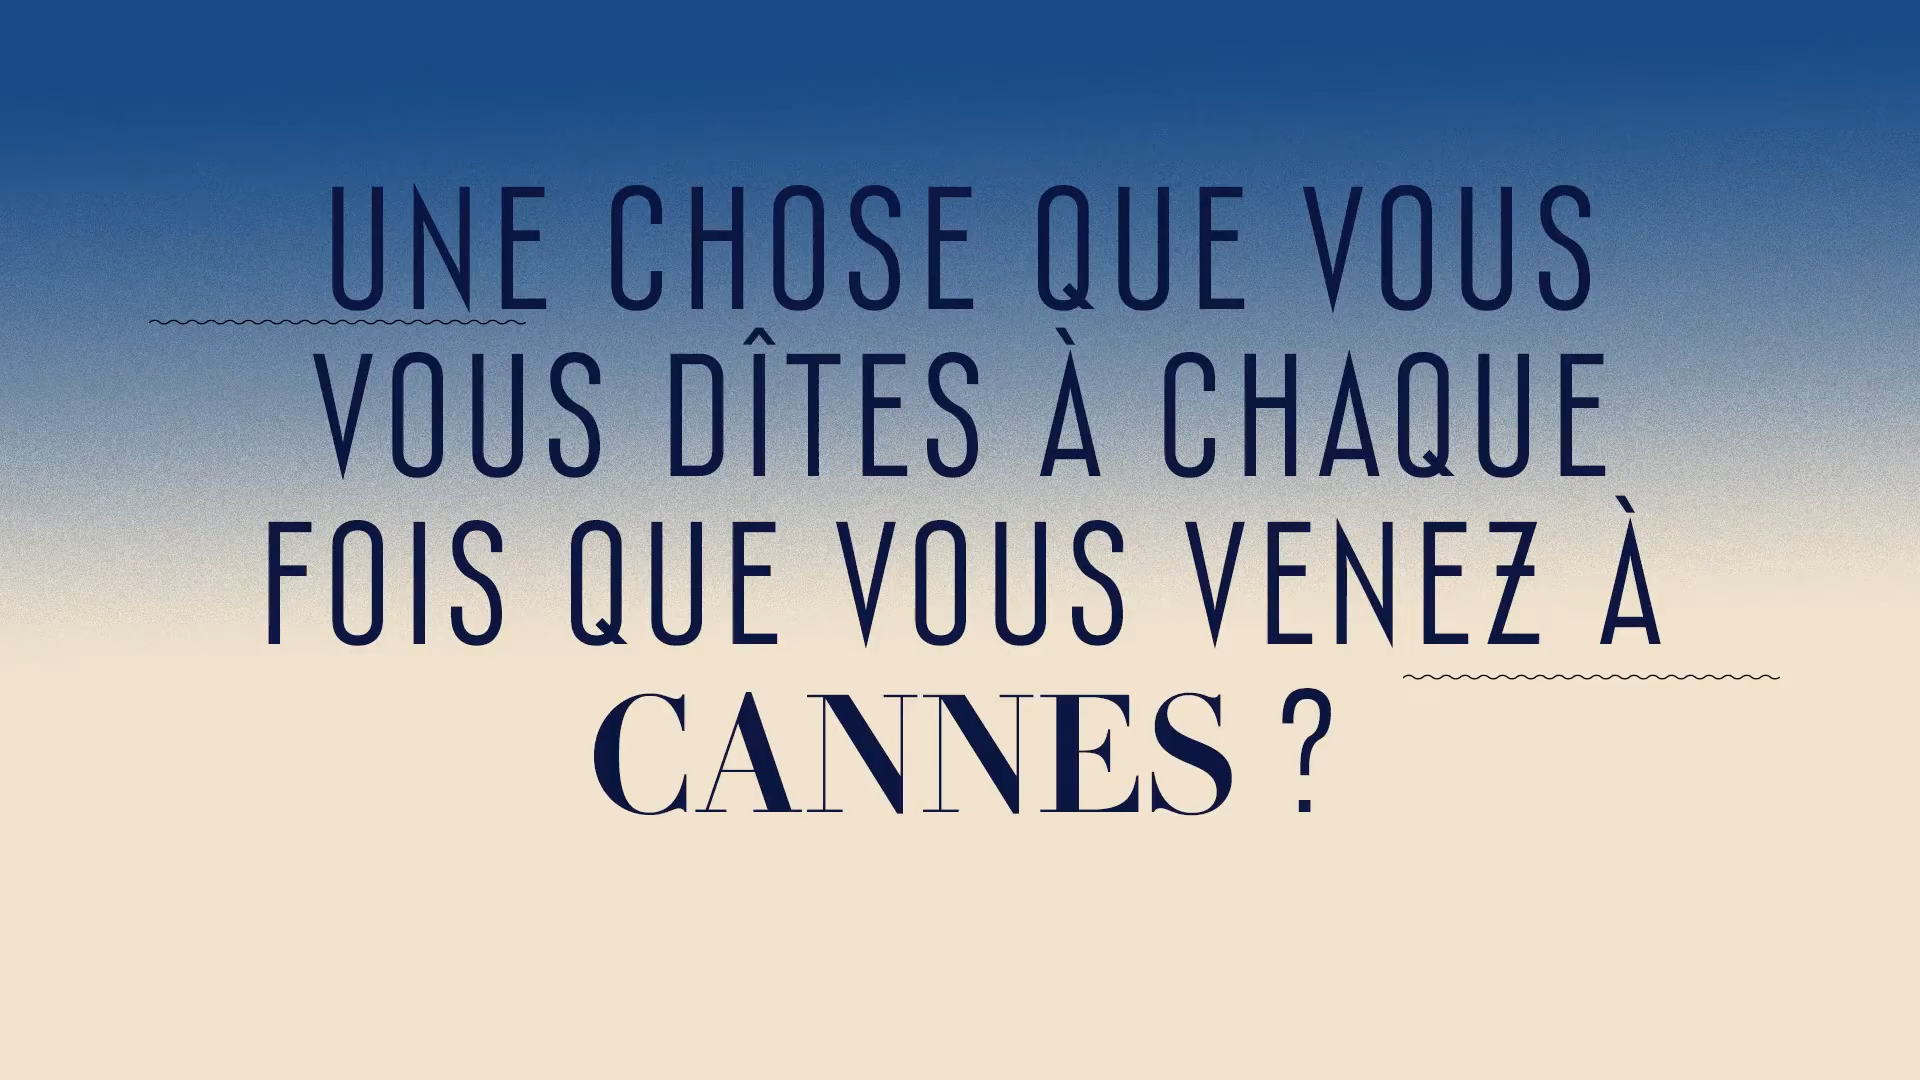 UNE CHOSE QUE VOUS
VOUS DÎTES À CHAQUE
FOIS QUE VOUS VENEZ À
CANNES ?